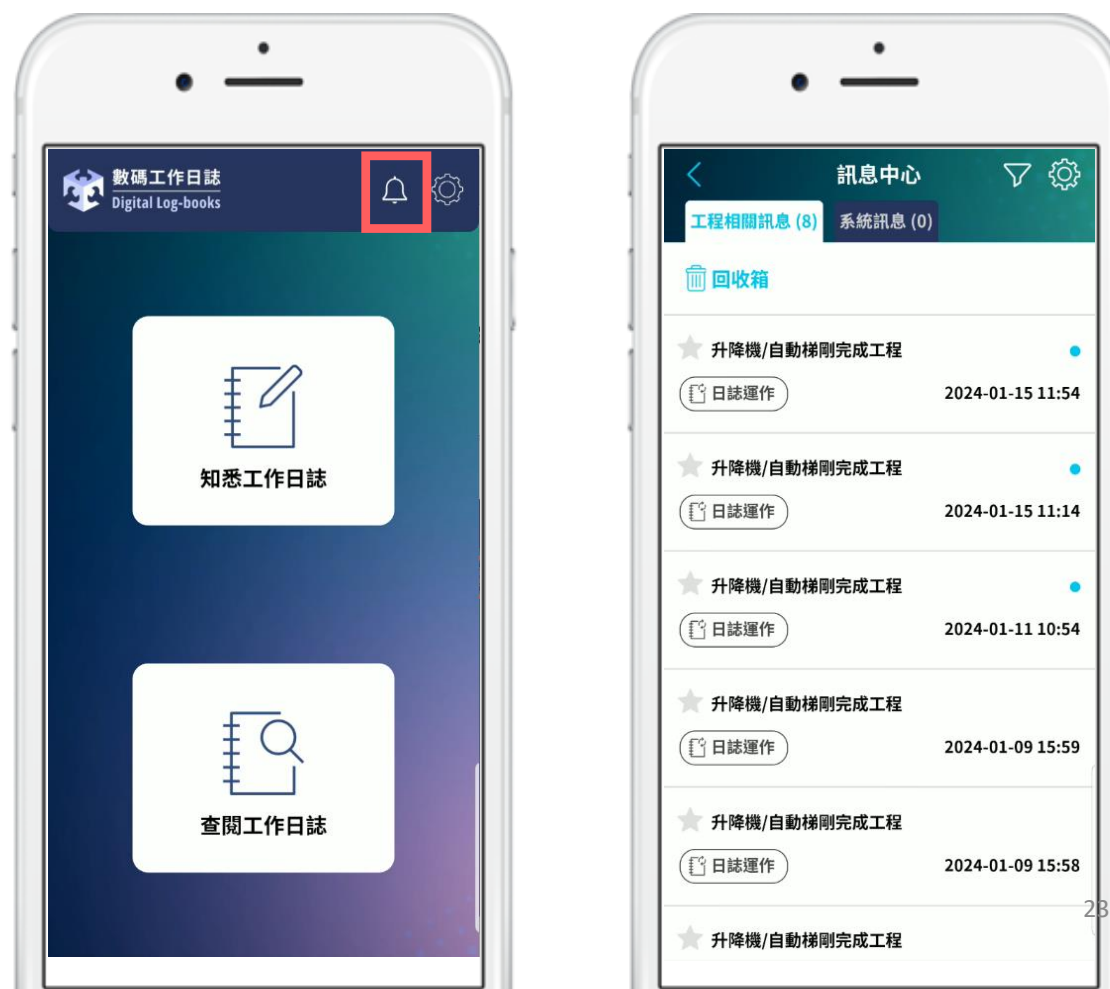 數碼工作日誌
Digital Log-books
知悉工作日誌
查閱工作日誌
訊息中心
工程相關訊息 (8) 系統訊息 (0)
回收箱
升降機/自動梯剛完成工程
日誌運作 2024-01-15 11:54
升降機/自動梯剛完成工程
日誌運作 2024-01-15 11:14
升降機/自動梯剛完成工程
日誌運作 2024-01-11 10:54
升降機/自動梯剛完成工程
日誌運作 2024-01-09 15:59
升降機/自動梯剛完成工程
日誌運作 2024-01-09 15:58
升降機/自動梯剛完成工程
23